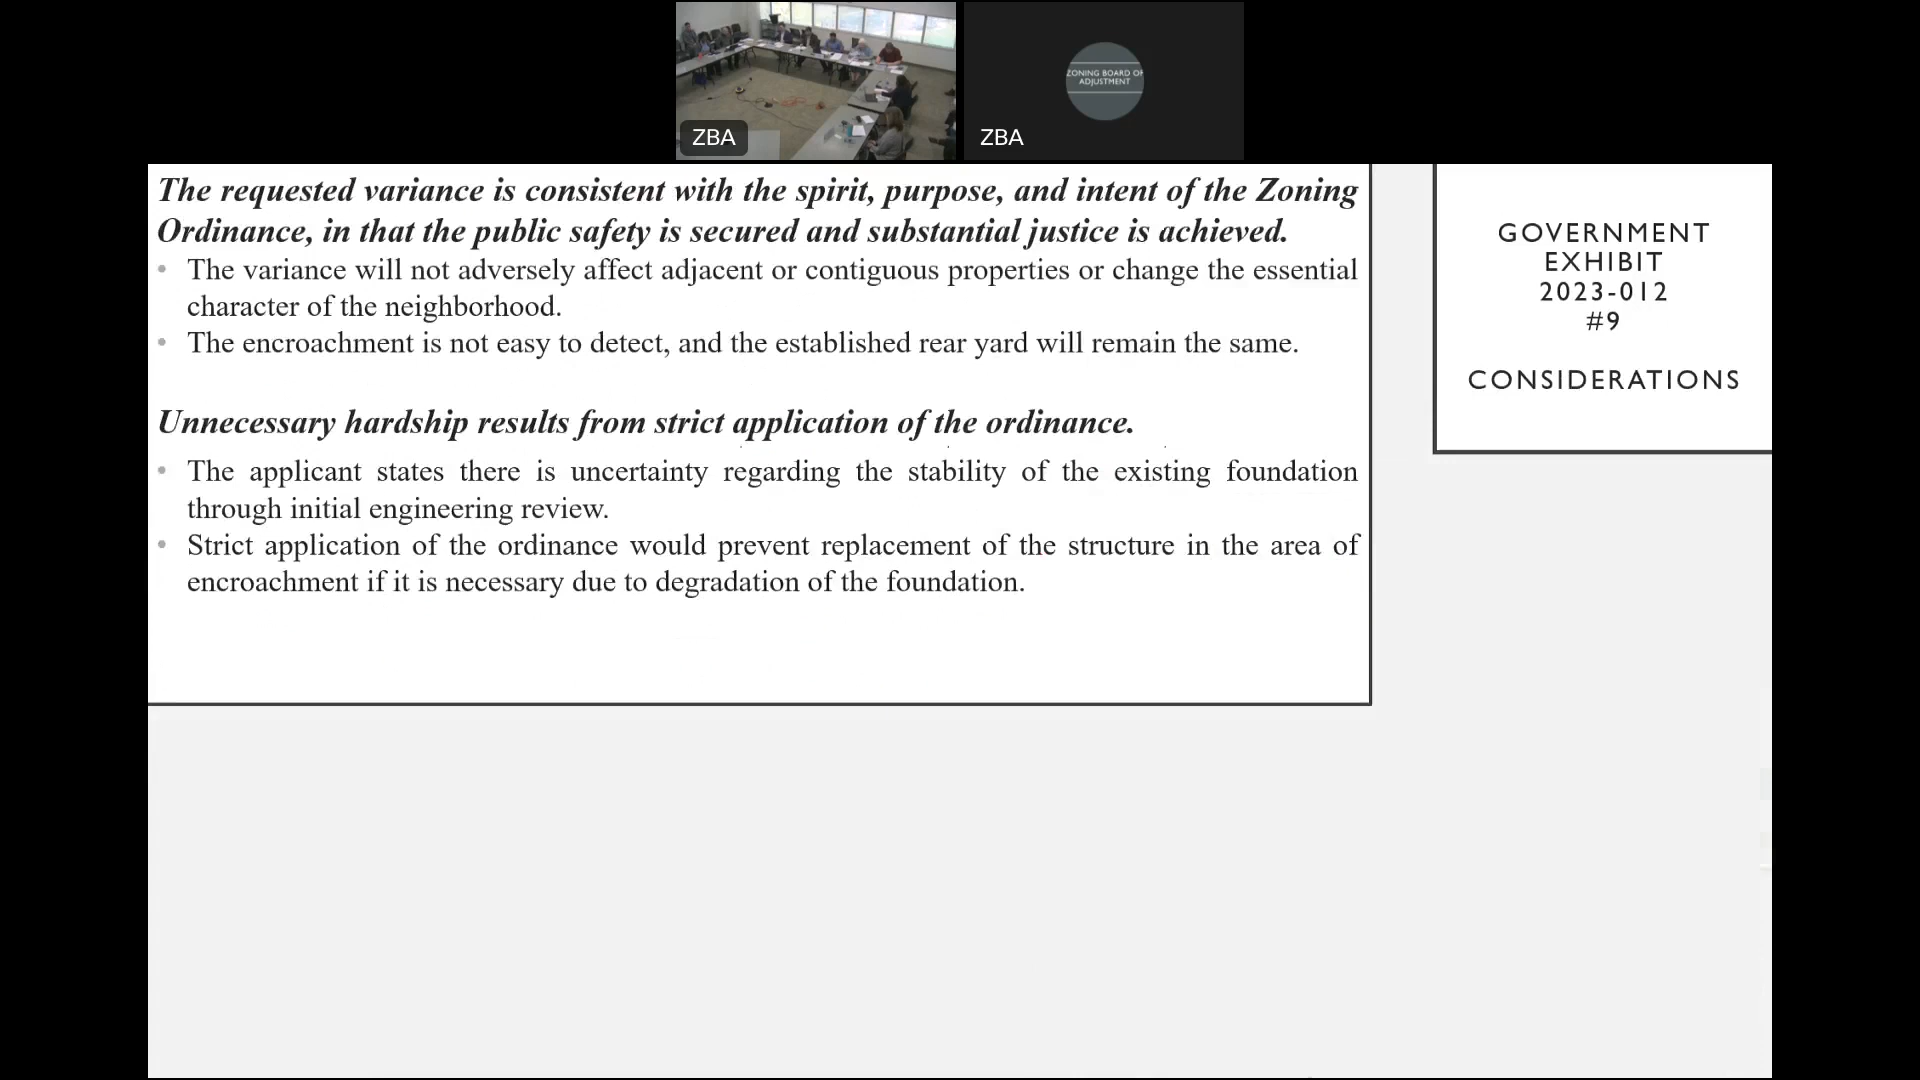 ZBA
ZONING BOARD OF
ADJUSTMENT
ZBA
The requested variance is consistent with the spirit, purpose, and intent of the Zoning
Ordinance, in that the public safety is secured and substantial justice is achieved.
• The variance will not adversely affect adjacent or contiguous properties or change the essential
character of the neighborhood.
• The encroachment is not easy to detect, and the established rear yard will remain the same.
Unnecessary hardship results from strict application of the ordinance.
• The applicant states there is uncertainty regarding the stability of the existing foundation
through initial engineering review.
• Strict application of the ordinance would prevent replacement of the structure in the area of
encroachment if it is necessary due to degradation of the foundation.
GOVERNMENT
EXHIBIT
2023-012
#9
CONSIDERATIONS